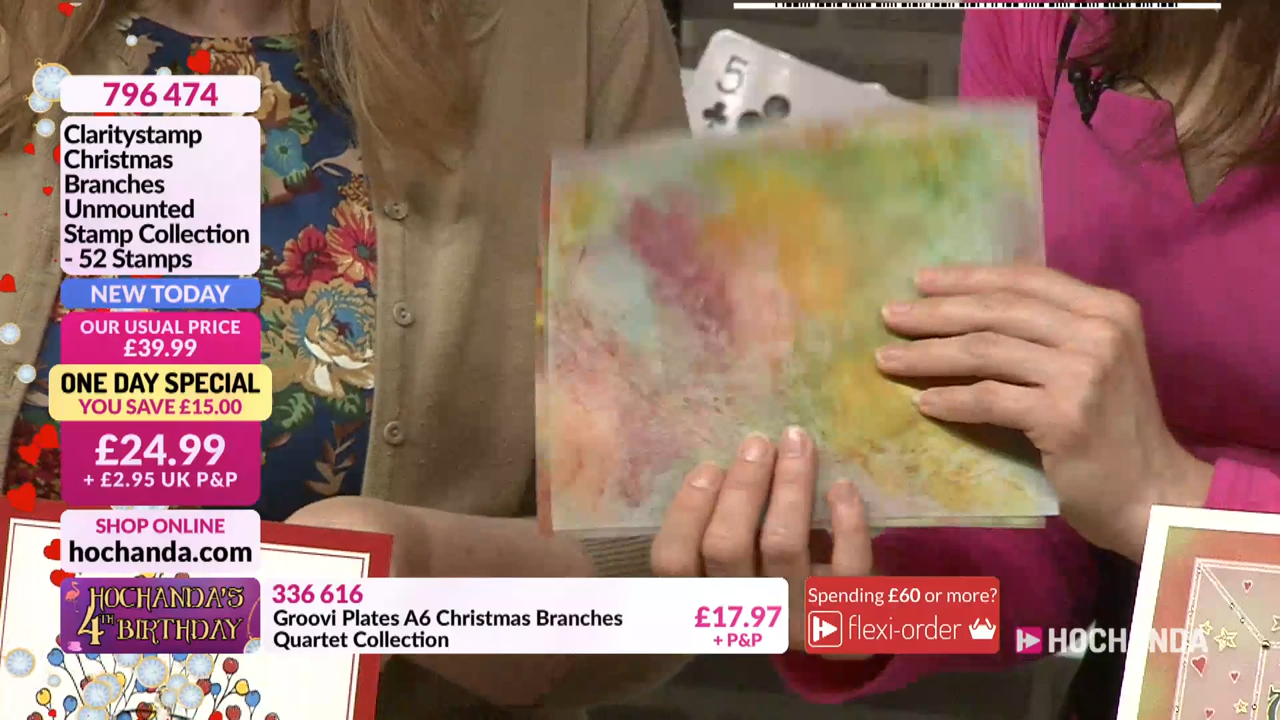 796 474
Claritystamp
Christmas
Branches
Unmounted
Stamp Collection
- 52 Stamps
NEW TODAY
OUR USUAL PRICE
£39.99
ONE DAY SPECIAL
YOU SAVE £15.00
£24.99
+ £2.95 UK P&P
SHOP ONLINE
hochanda.com
HOCHANDA'S
4TH BIRTHDAY
336 616
Groovi Plates A6 Christmas Branches
Quartet Collection
£17.97
+ P&P
Spending £60 or more?
flexi-order
HOCHANDA
5